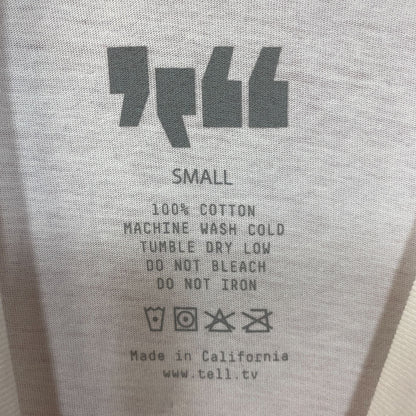 SMALL
100% COTTON
MACHINE WASH COLD
TUMBLE DRY LOW
DO NOT BLEACH
DO NOT IRON
Made in California
www.tell.tv